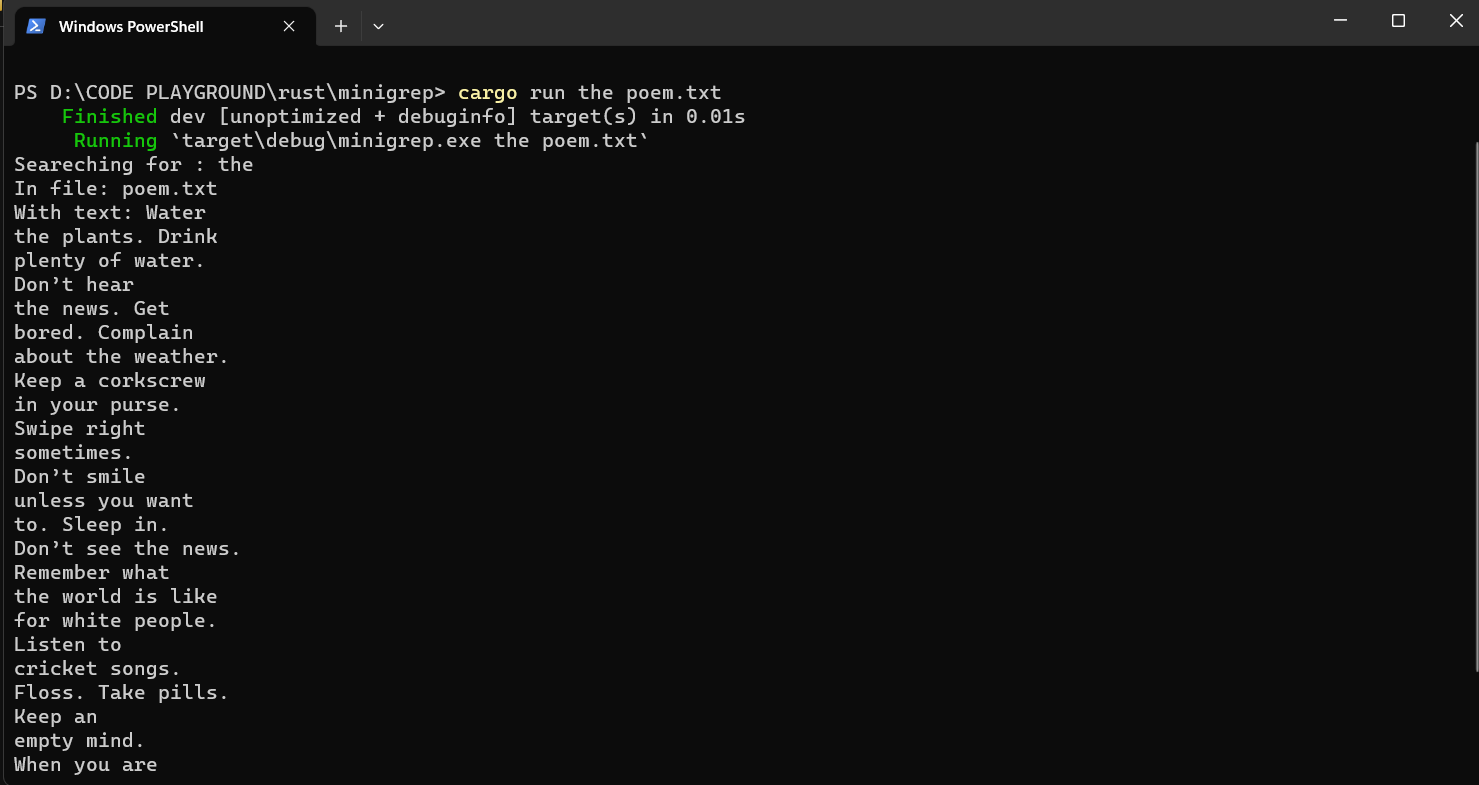 Windows PowerShell
PS D:\CODE PLAYGROUND\rust\minigrep> cargo run the poem.txt
    Finished dev [unoptimized + debuginfo] target(s) in 0.01s
     Running `target\debug\minigrep.exe the poem.txt`
Seareching for : the
In file: poem.txt
With text: Water
the plants. Drink
plenty of water.
Don’t hear
the news. Get
bored. Complain
about the weather.
Keep a corkscrew
in your purse.
Swipe right
sometimes.
Don’t smile
unless you want
to. Sleep in.
Don’t see the news.
Remember what
the world is like
for white people.
Listen to
cricket songs.
Floss. Take pills.
Keep an
empty mind.
When you are